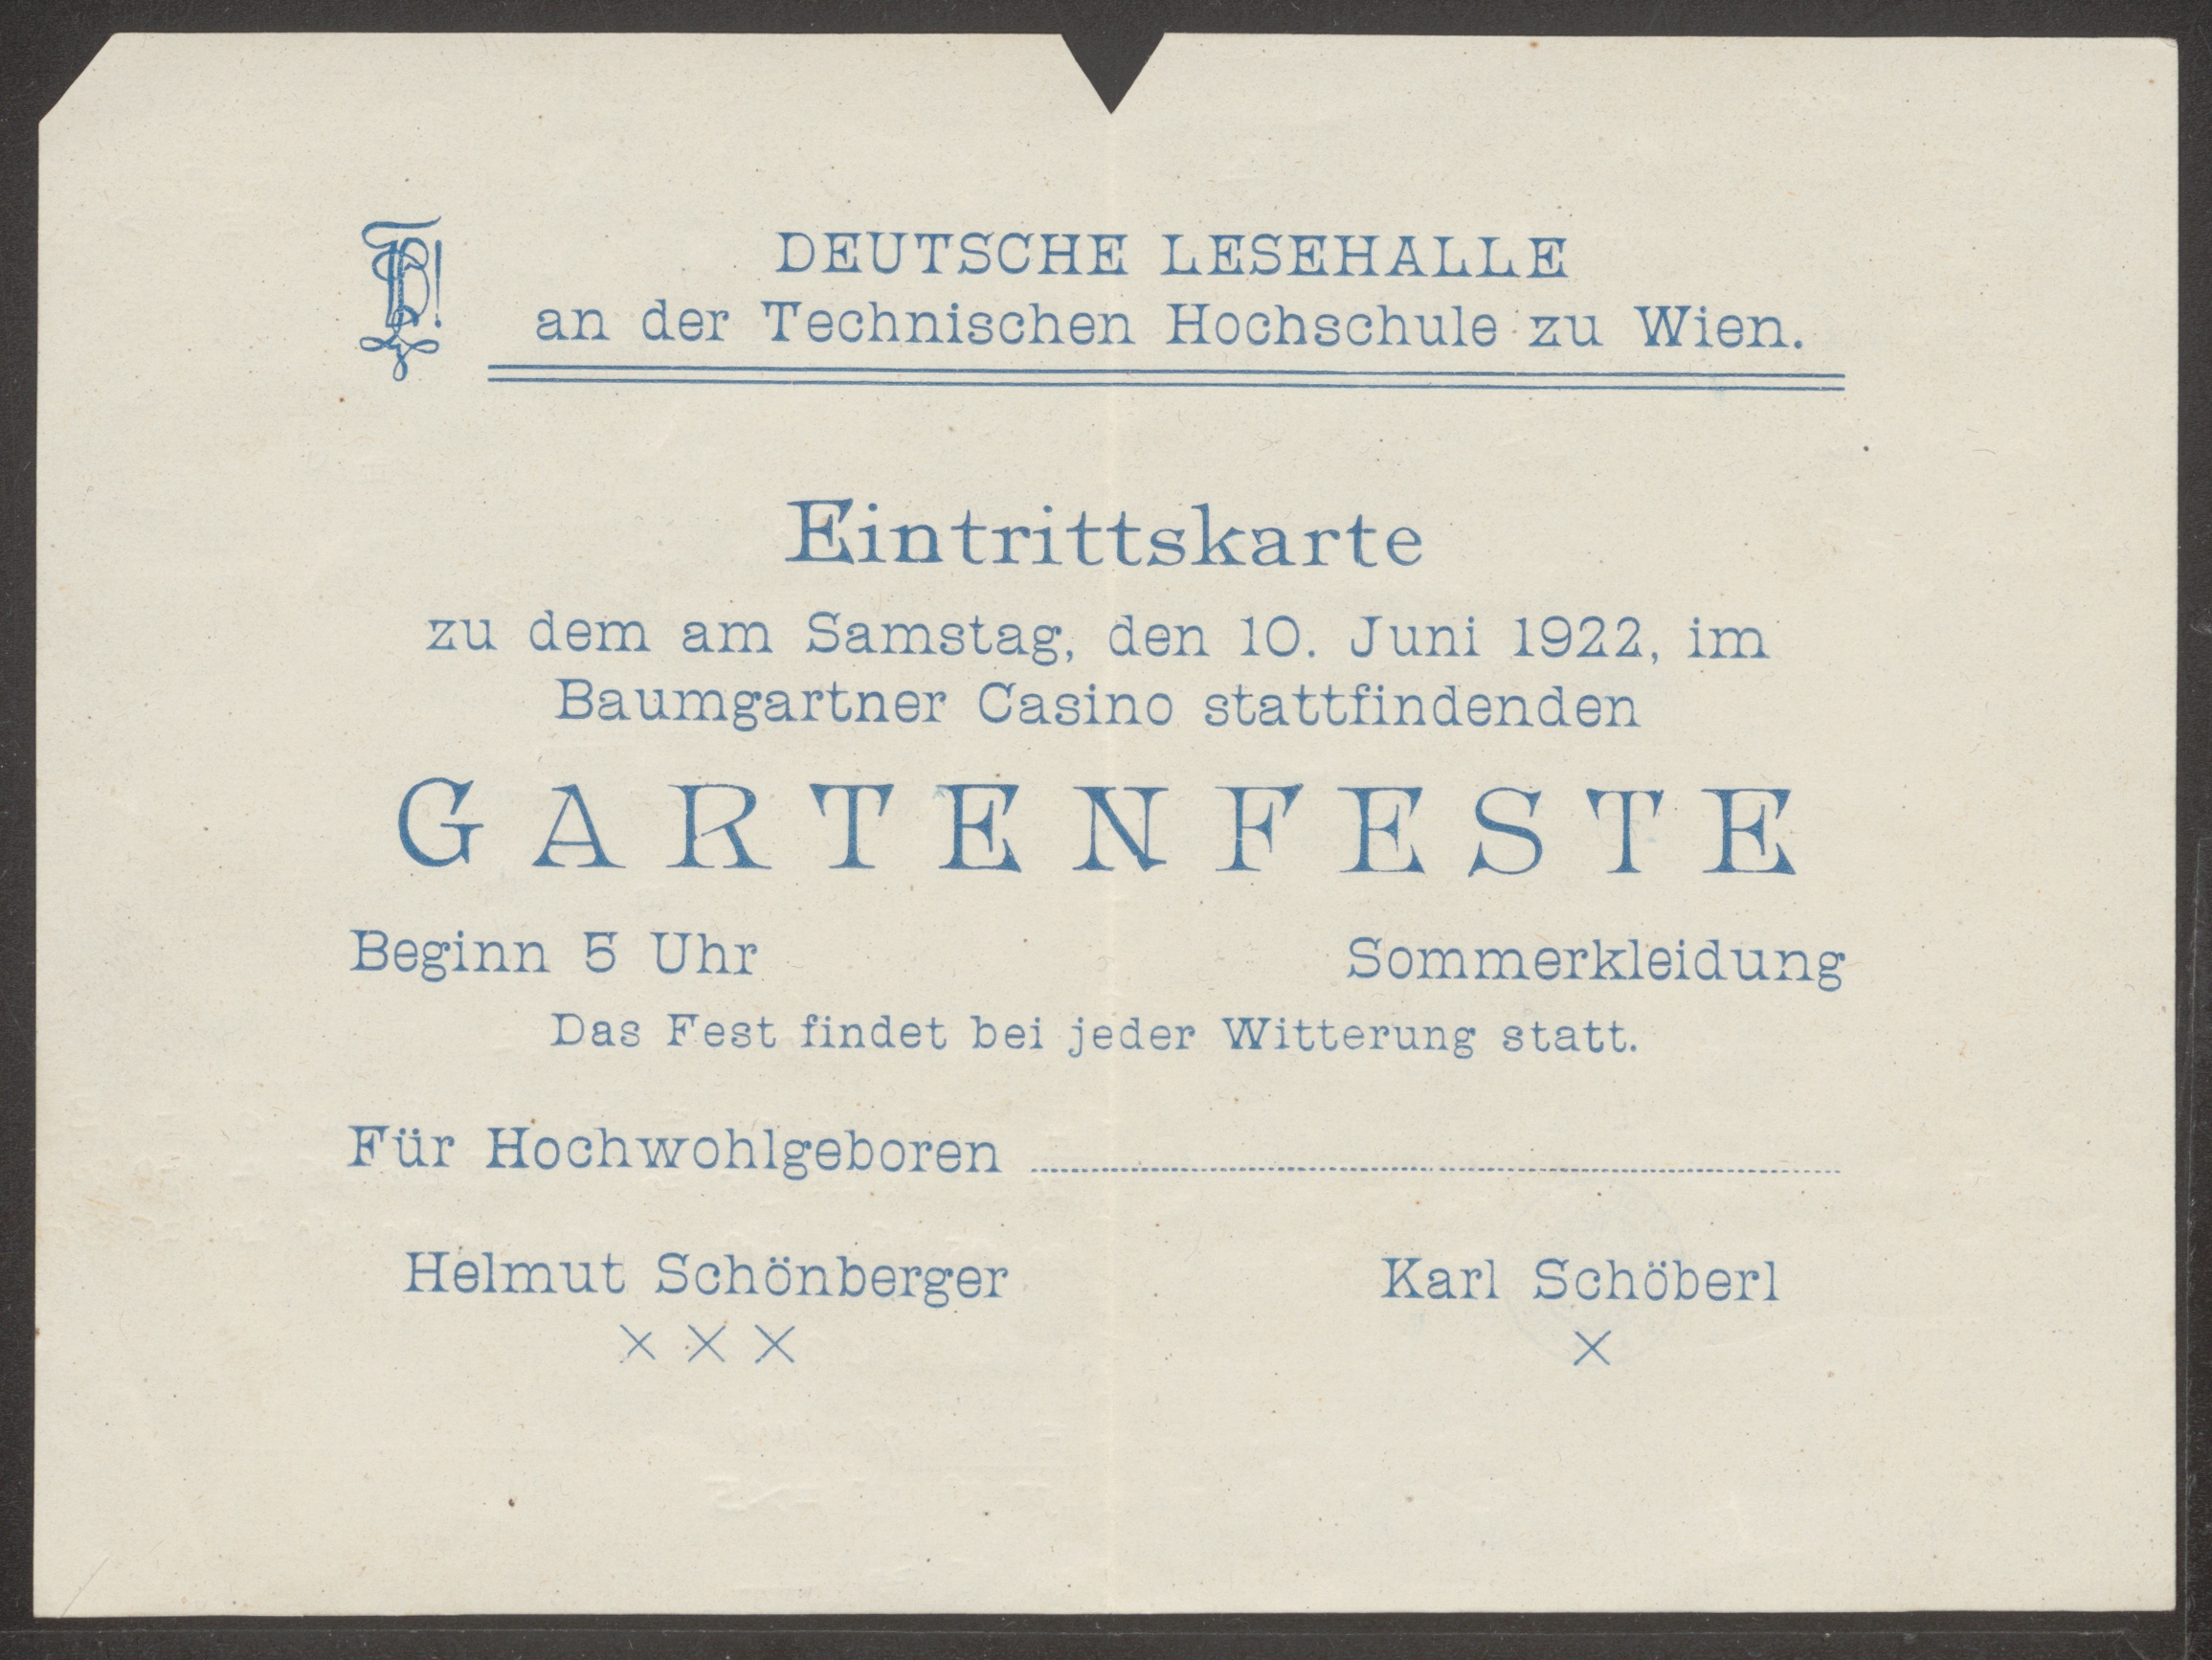 DEUTSCHE LESEHALLE
an der Technischen Hochschule zu Wien.
Eintrittskarte
zu dem am Samstag, den 10. Juni 1922, im
Baumgartner Casino stattfindenden
GARTENFESTE
Beginn 5 Uhr Sommerkleidung
Das Fest findet bei jeder Witterung statt.
Für Hochwohlgeboren
Helmut Schönberger Karl Schöberl
× × × ×